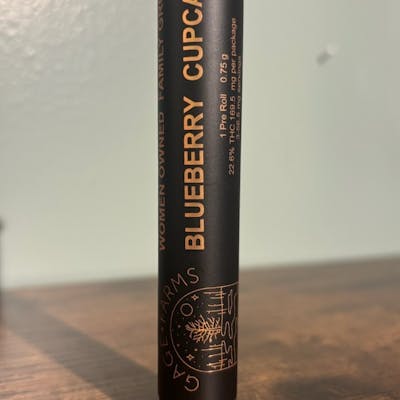 WOMEN OWNED FAMILY GRO
BLUEBERRY CUPCA
1 Pre Roll 0.75 g
22.6% THC 169.5 mg per package
GAGE FARMS